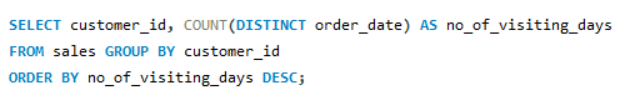 SELECT customer_id, COUNT(DISTINCT order_date) AS no_of_visiting_days
FROM sales GROUP BY customer_id
ORDER BY no_of_visiting_days DESC;